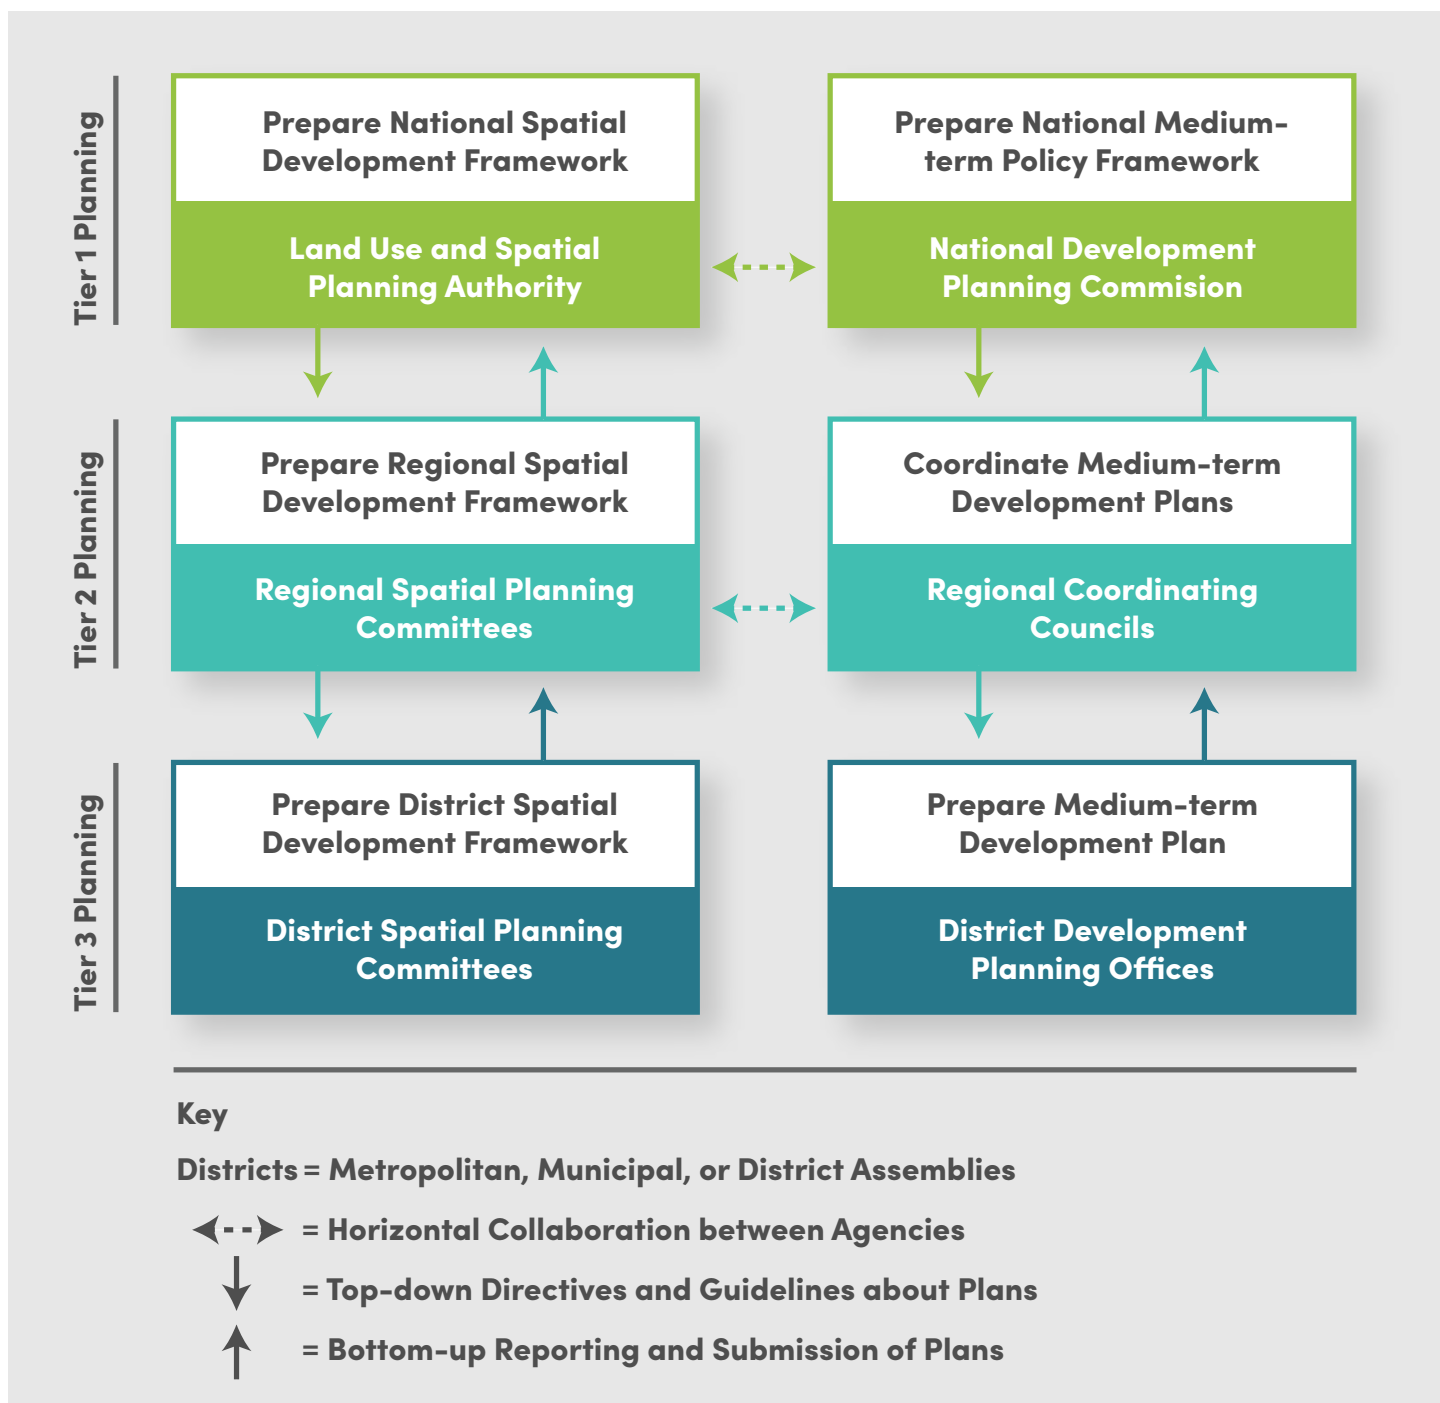 Tier 1 Planning
Prepare National Spatial
Development Framework
Land Use and Spatial
Planning Authority
Prepare National Medium-
term Policy Framework
National Development
Planning Commision
Tier 2 Planning
Prepare Regional Spatial
Development Framework
Regional Spatial Planning
Committees
Coordinate Medium-term
Development Plans
Regional Coordinating
Councils
Tier 3 Planning
Prepare District Spatial
Development Framework
District Spatial Planning
Committees
Prepare Medium-term
Development Plan
District Development
Planning Offices
Key
Districts = Metropolitan, Municipal, or District Assemblies
= Horizontal Collaboration between Agencies
= Top-down Directives and Guidelines about Plans
= Bottom-up Reporting and Submission of Plans